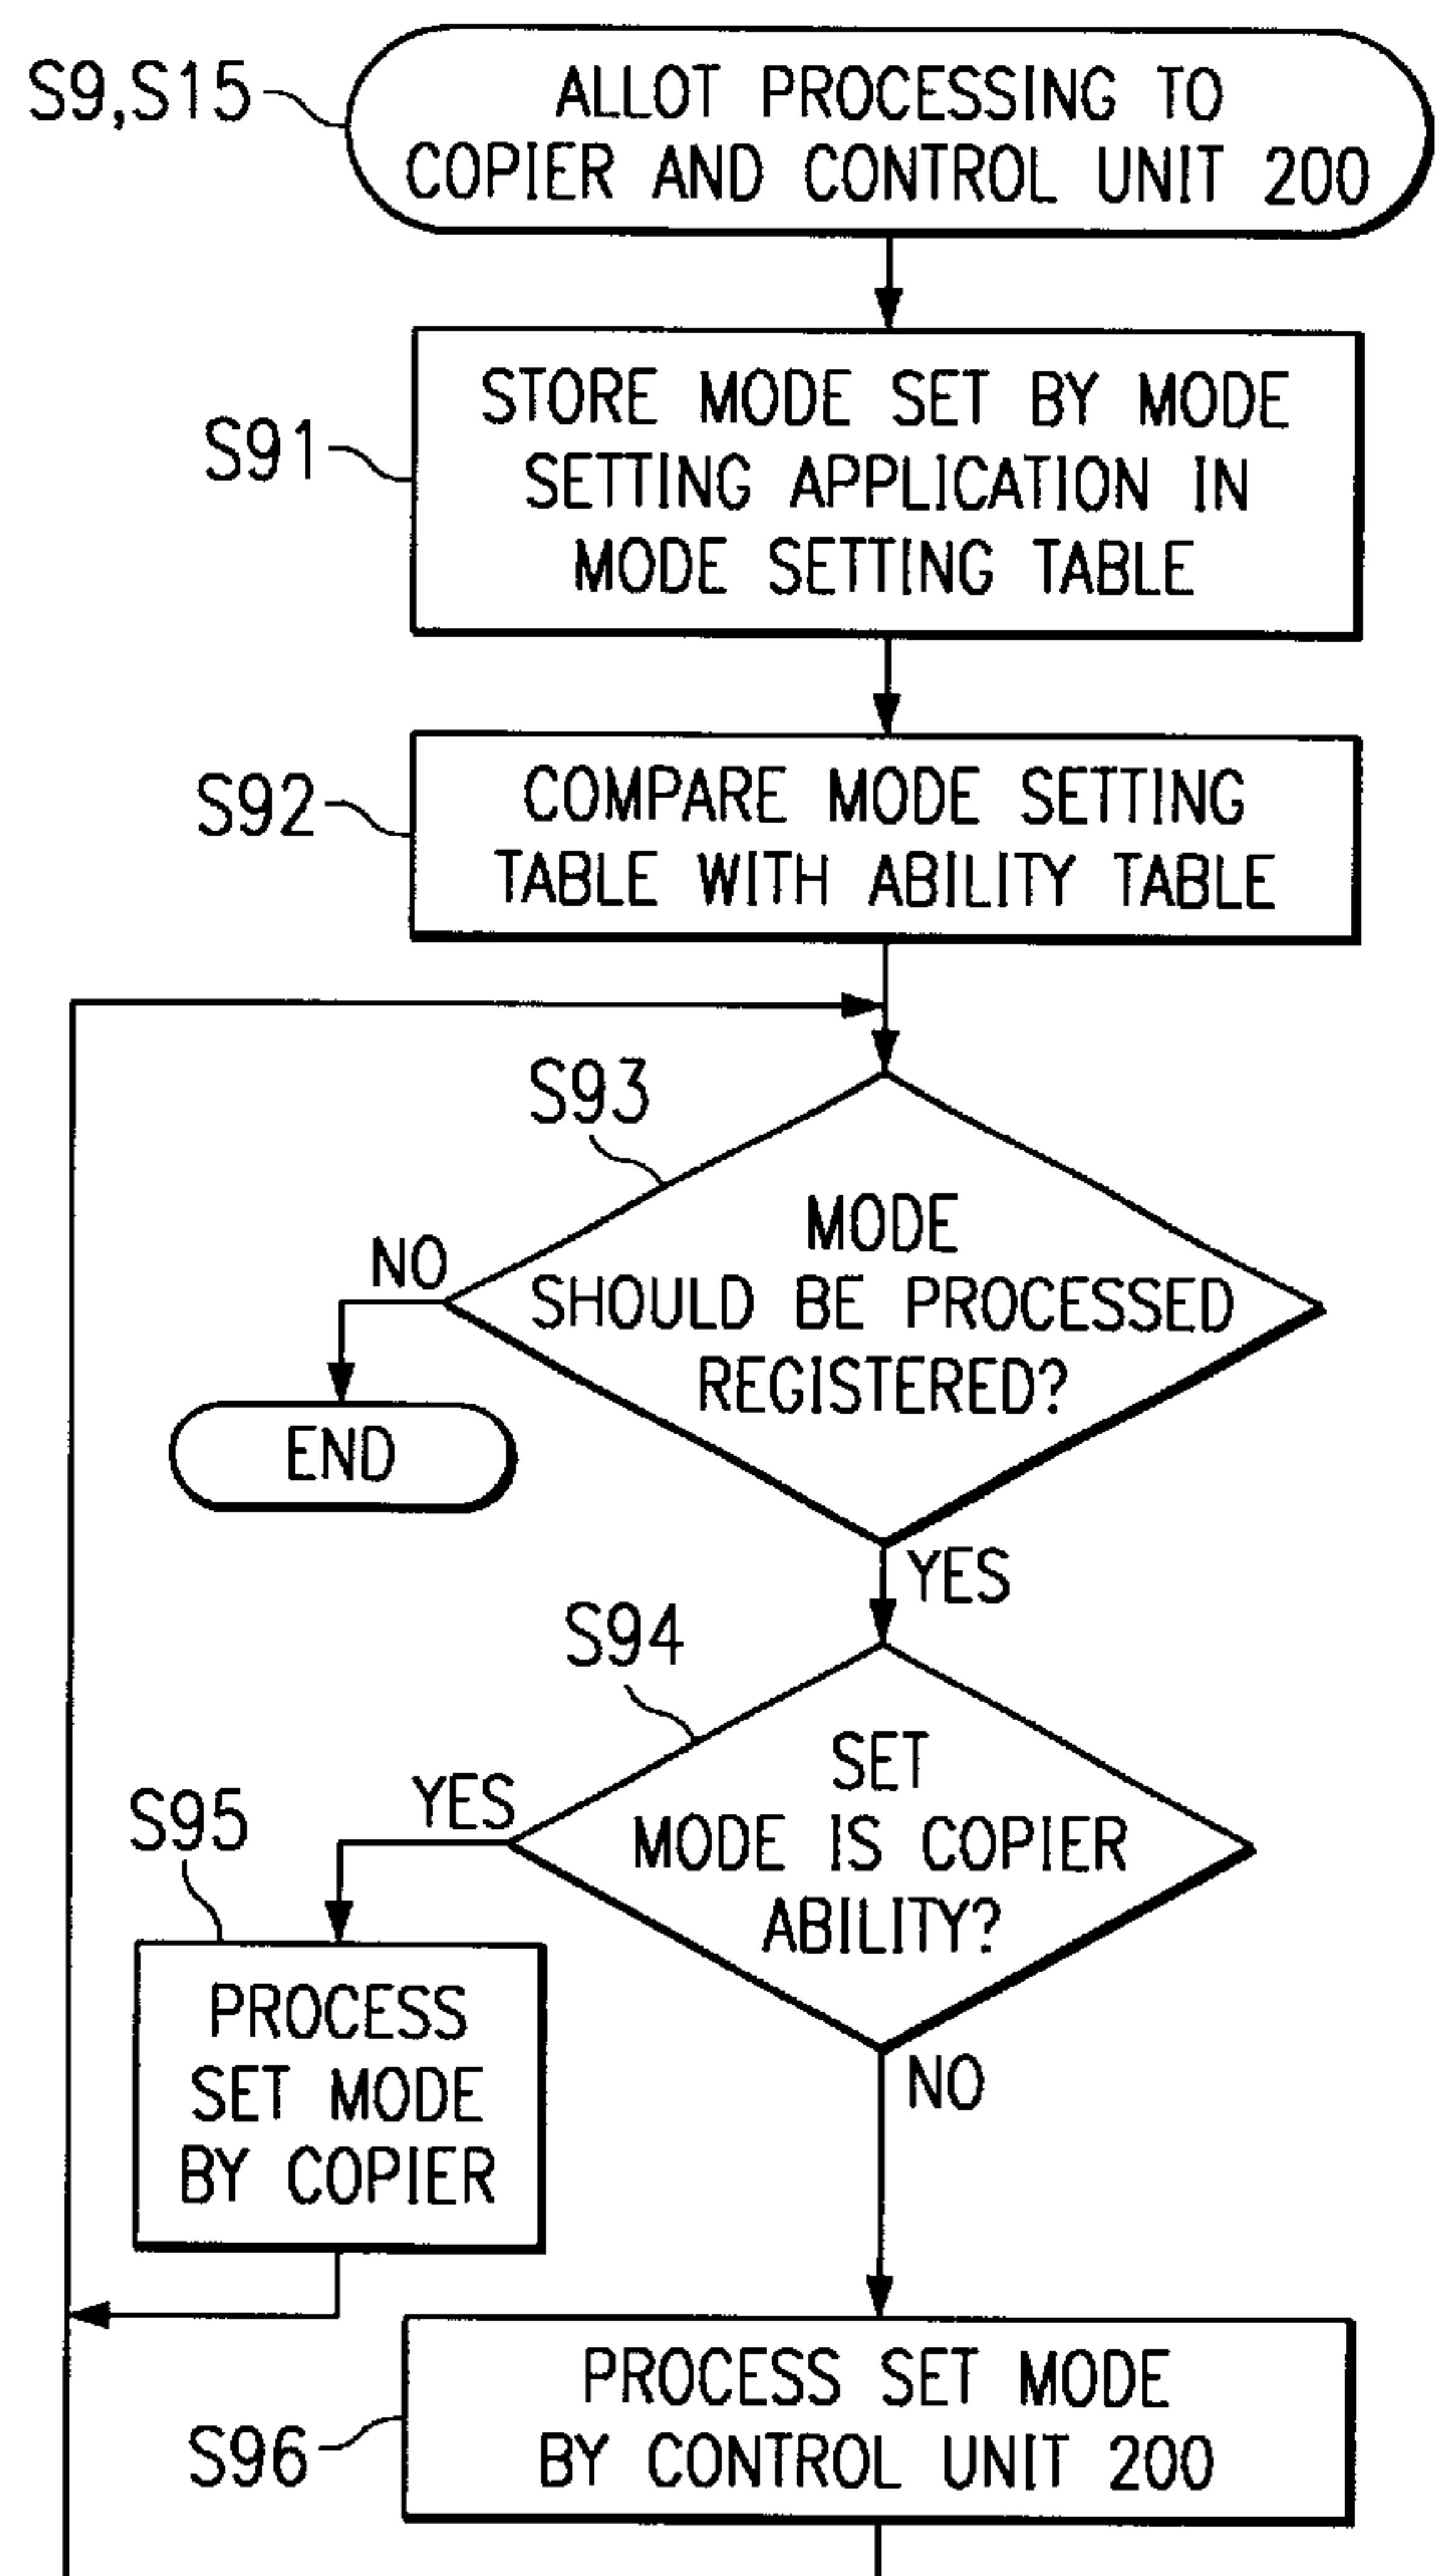 S9,S15
ALLOT PROCESSING TO
COPIER AND CONTROL UNIT 200
S91
STORE MODE SET BY MODE
SETTING APPLICATION IN
MODE SETTING TABLE
S92
COMPARE MODE SETTING
TABLE WITH ABILITY TABLE
S93
MODE
SHOULD BE PROCESSED
REGISTERED?
NO
END
YES
S94
SET
MODE IS COPIER
ABILITY?
YES
S95
PROCESS
SET MODE
BY COPIER
NO
S96
PROCESS SET MODE
BY CONTROL UNIT 200